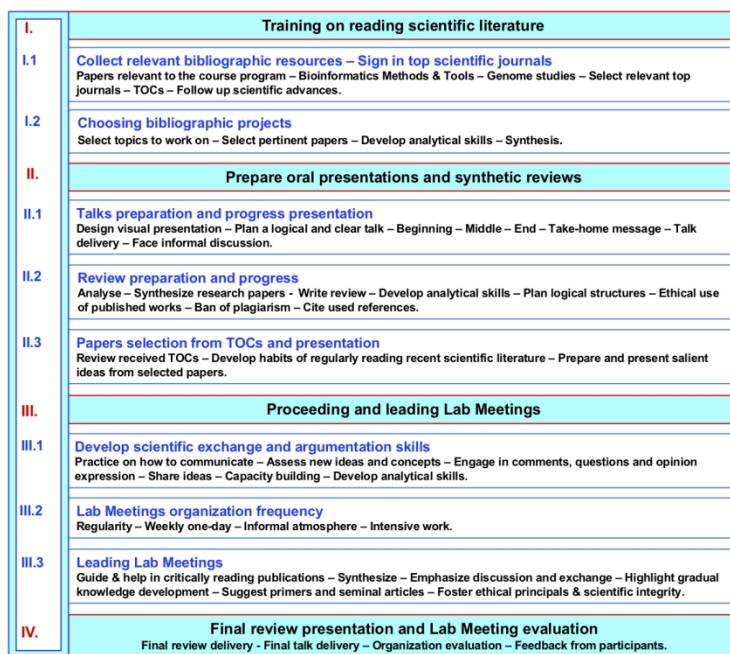 I. Training on reading scientific literature
I.1 Collect relevant bibliographic resources – Sign in top scientific journals
Papers relevant to the course program – Bioinformatics Methods & Tools – Genome studies – Select relevant top
journals – TOCs – Follow up scientific advances.
I.2 Choosing bibliographic projects
Select topics to work on – Select pertinent papers – Develop analytical skills – Synthesis.
II. Prepare oral presentations and synthetic reviews
II.1 Talks preparation and progress presentation
Design visual presentation – Plan a logical and clear talk – Beginning – Middle – End – Take-home message – Talk
delivery – Face informal discussion.
II.2 Review preparation and progress
Analyse – Synthesize research papers - Write review – Develop analytical skills – Plan logical structures – Ethical use
of published works – Ban of plagiarism – Cite used references.
II.3 Papers selection from TOCs and presentation
Review received TOCs – Develop habits of regularly reading recent scientific literature – Prepare and present salient
ideas from selected papers.
III. Proceeding and leading Lab Meetings
III.1 Develop scientific exchange and argumentation skills
Practice on how to communicate – Assess new ideas and concepts – Engage in comments, questions and opinion
expression – Share ideas – Capacity building – Develop analytical skills.
III.2 Lab Meetings organization frequency
Regularity – Weekly one-day – Informal atmosphere – Intensive work.
III.3 Leading Lab Meetings
Guide & help in critically reading publications – Synthesize – Emphasize discussion and exchange – Highlight gradual
knowledge development – Suggest primers and seminal articles – Foster ethical principals & scientific integrity.
IV. Final review presentation and Lab Meeting evaluation
Final review delivery - Final talk delivery – Organization evaluation – Feedback from participants.